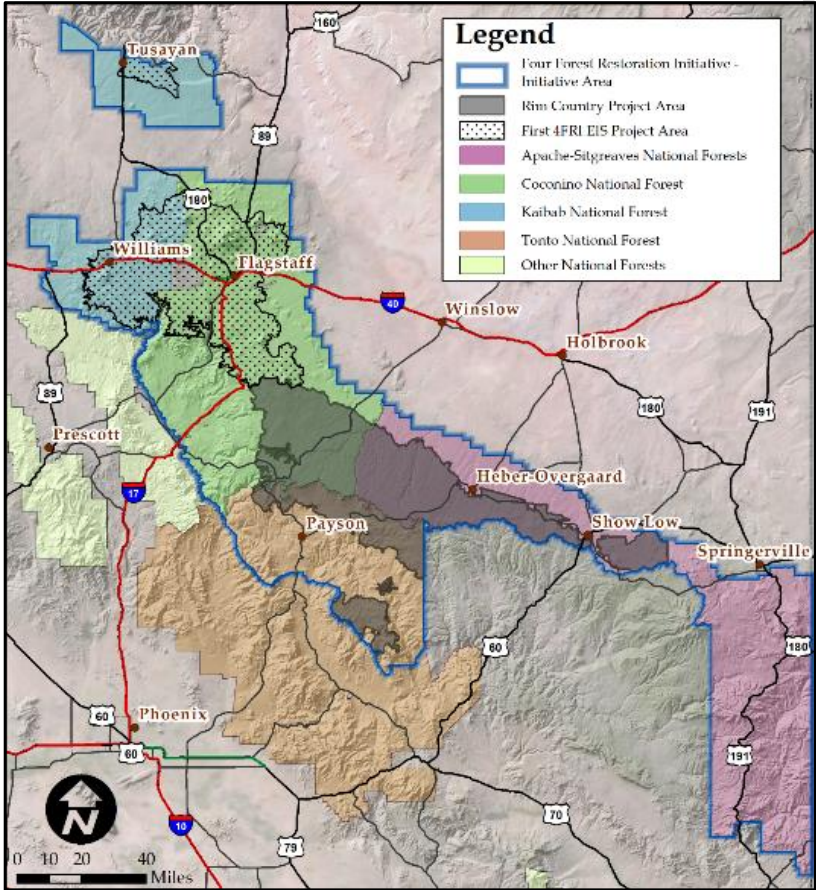 Legend
Four Forest Restoration Initiative -
Initiative Area
Rim Country Project Area
First 4FRI EIS Project Area
Apache-Sitgreaves National Forests
Coconino National Forest
Kaibab National Forest
Tonto National Forest
Other National Forests
Tusayan
160
89
180
Williams
Flagstaff
40
Winslow
Holbrook
89
180
191
Prescott
17
Heber-Overgaard
Payson
Show Low
Springerville
60
180
60
Phoenix
60
191
N
10
70
79
0 10 20 40
Miles